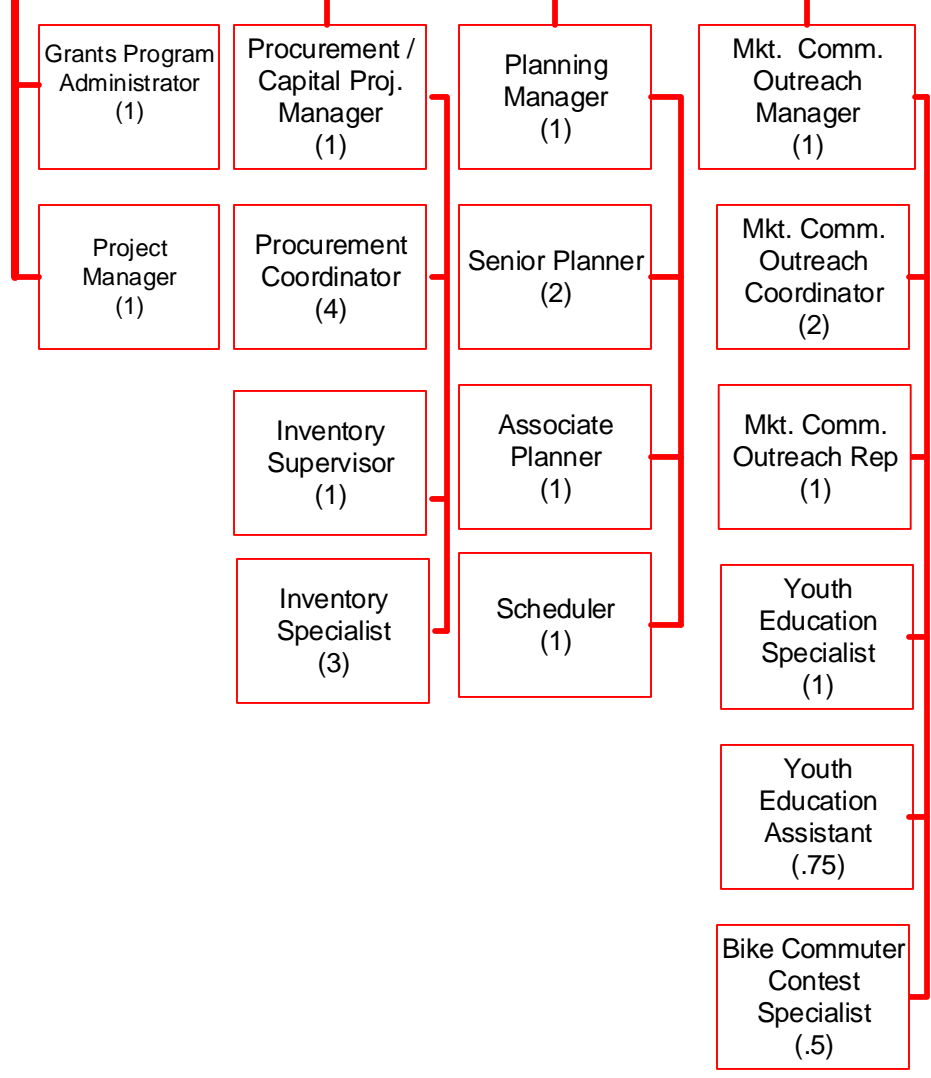 Grants Program
Administrator
(1)
Project
Manager
(1)
Procurement /
Capital Proj.
Manager
(1)
Procurement
Coordinator
(4)
Inventory
Supervisor
(1)
Inventory
Specialist
(3)
Planning
Manager
(1)
Senior Planner
(2)
Associate
Planner
(1)
Scheduler
(1)
Mkt. Comm.
Outreach
Manager
(1)
Mkt. Comm.
Outreach
Coordinator
(2)
Mkt. Comm.
Outreach Rep
(1)
Youth
Education
Specialist
(1)
Youth
Education
Assistant
(.75)
Bike Commuter
Contest
Specialist
(.5)